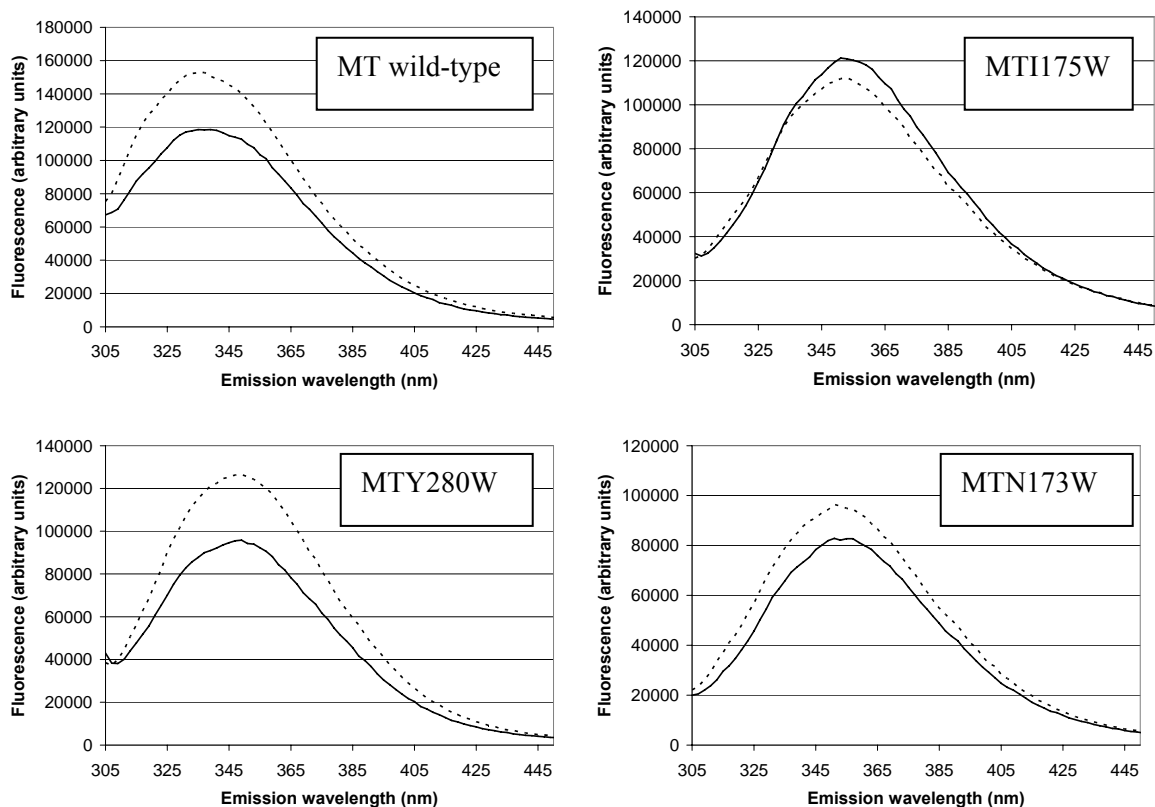 MT wild-type
Fluorescence (arbitrary units)
180000
160000
140000
120000
100000
80000
60000
40000
20000
0
305 325 345 365 385 405 425 445
Emission wavelength (nm)
MTI175W
Fluorescence (arbitrary units)
140000
120000
100000
80000
60000
40000
20000
0
305 325 345 365 385 405 425 445
Emission wavelength (nm)
MTY280W
Fluorescence (arbitrary units)
140000
120000
100000
80000
60000
40000
20000
0
305 325 345 365 385 405 425 445
Emission wavelength (nm)
MTN173W
Fluorescence (arbitrary units)
120000
100000
80000
60000
40000
20000
0
305 325 345 365 385 405 425 445
Emission wavelength (nm)